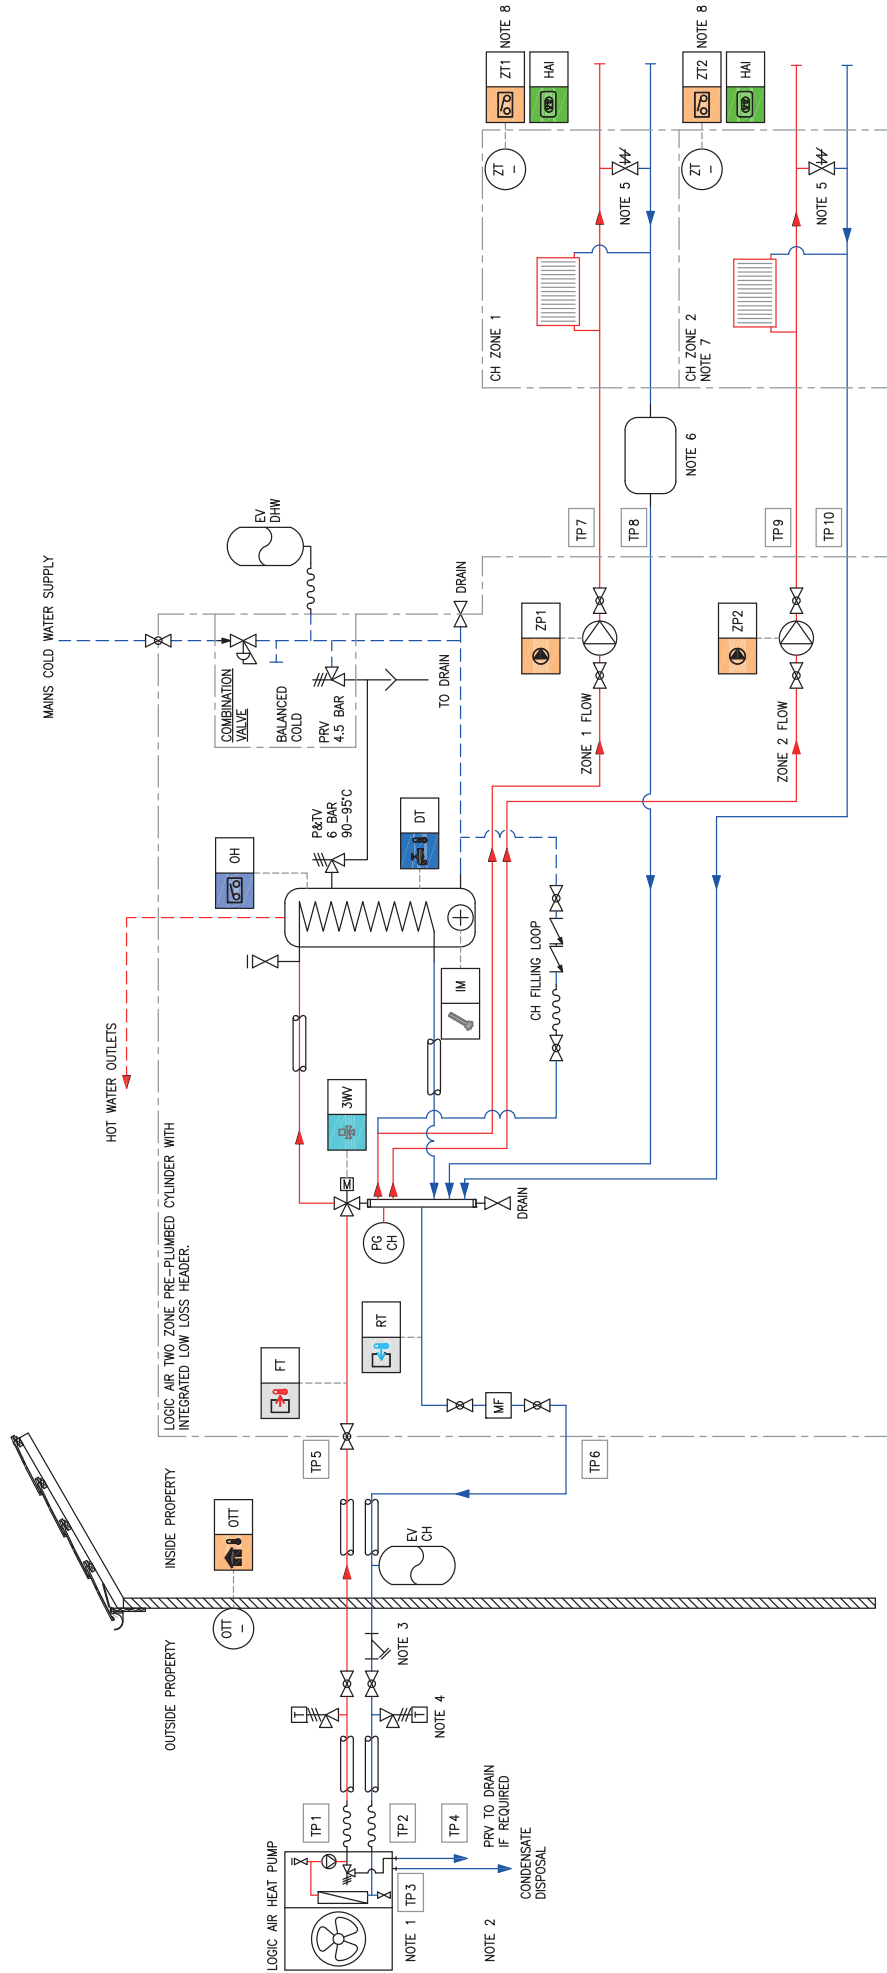 LOGIC AIR HEAT PUMP
NOTE 1
NOTE 2
TP1
TP2
TP3
TP4
PRV TO DRAIN
IF REQUIRED
CONDENSATE
DISPOSAL
OUTSIDE PROPERTY
INSIDE PROPERTY
T
T
NOTE 4
NOTE 3
OTT
–
OTT
EV
CH
TP5
TP6
LOGIC AIR TWO ZONE PRE-PLUMBED CYLINDER WITH
INTEGRATED LOW LOSS HEADER.
FT
RT
MF
PG
CH
M
3WV
DRAIN
HOT WATER OUTLETS
IM
CH FILLING LOOP
OH
DT
P&TV
6 BAR
90-95°C
MAINS COLD WATER SUPPLY
COMBINATION
VALVE
BALANCED
COLD
PRV
4.5 BAR
TO DRAIN
EV
DHW
DRAIN
ZONE 1 FLOW
ZP1
ZONE 2 FLOW
ZP2
TP7
TP8
TP9
TP10
NOTE 6
CH ZONE 1
CH ZONE 2
NOTE 7
NOTE 5
NOTE 5
ZT
–
ZT1
NOTE 8
HAI
ZT
–
ZT2
NOTE 8
HAI